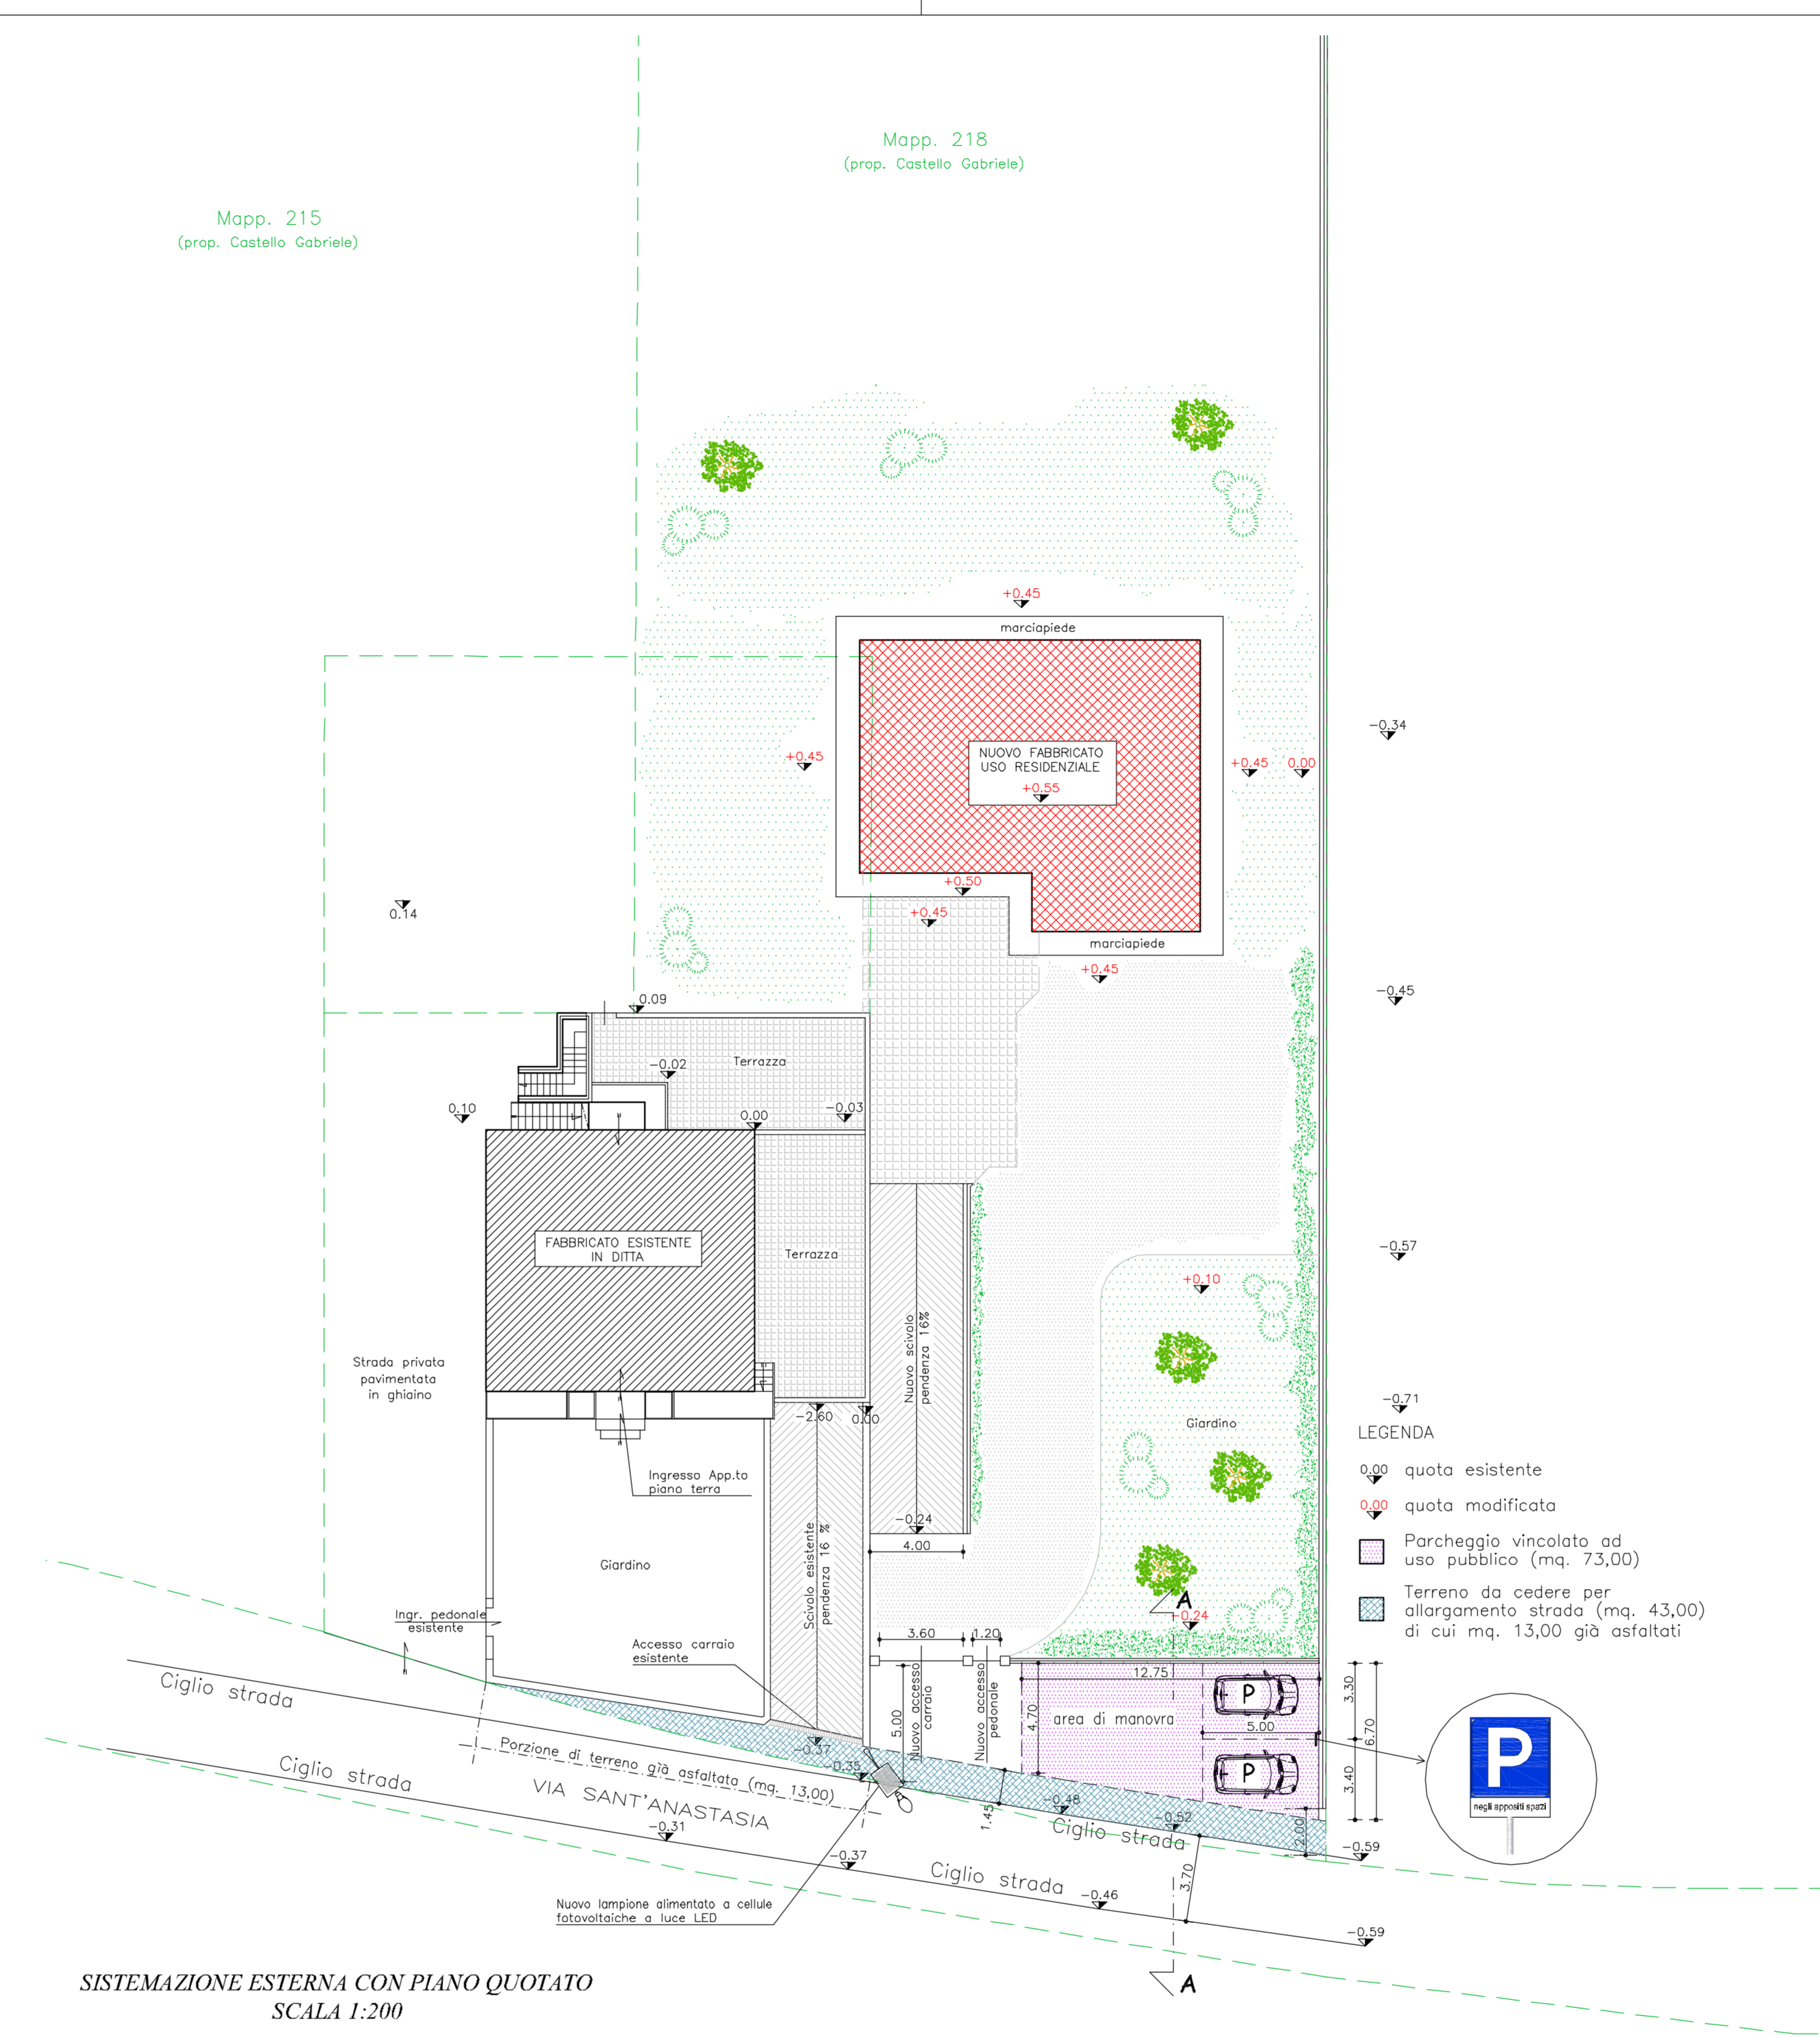 Mapp. 218
(prop. Castello Gabriele)
Mapp. 215
(prop. Castello Gabriele)
+0.45
marciapiede
-0.34
NUOVO FABBRICATO
USO RESIDENZIALE
+0.55
+0.45
+0.45
0.00
+0.50
+0.45
0.14
marciapiede
+0.45
-0.45
0.09
Terrazza
-0.02
0.10
0.00
-0.03
FABBRICATO ESISTENTE
IN DITTA
Terrazza
-0.57
+0.10
Nuovo scivolo
pendenza 16%
Strada privata
pavimentata
in ghiaino
-2.60
0.00
Giardino
-0.71
LEGENDA
0.00 quota esistente
0.00 quota modificata
Parcheggio vincolato ad
uso pubblico (mq. 73,00)
Terreno da cedere per
allargamento strada (mq. 43,00)
di cui mq. 13,00 già asfaltati
Ingresso App.to
piano terra
-0.24
4.00
Scivolo esistente
pendenza 16 %
Giardino
A
-0.24
Ingr. pedonale
esistente
Accesso carraio
esistente
3.60
1.20
Nuovo accesso
carraio
5.00
Nuovo accesso
pedonale
12.75
4.70
area di manovra
P
5.00
P
3.30
6.70
3.40
P
negli appositi spazi
Ciglio strada
Ciglio strada
Porzione di terreno già asfaltata (mq. 13,00)
VIA SANT'ANASTASIA
-0.37
-0.35
-0.31
-0.37
1.45
-0.48
-0.52
Ciglio strada
2.00
-0.59
3.70
Ciglio strada
-0.46
-0.59
Nuovo lampione alimentato a cellule
fotovoltaiche a luce LED
A
SISTEMAZIONE ESTERNA CON PIANO QUOTATO
SCALA 1:200